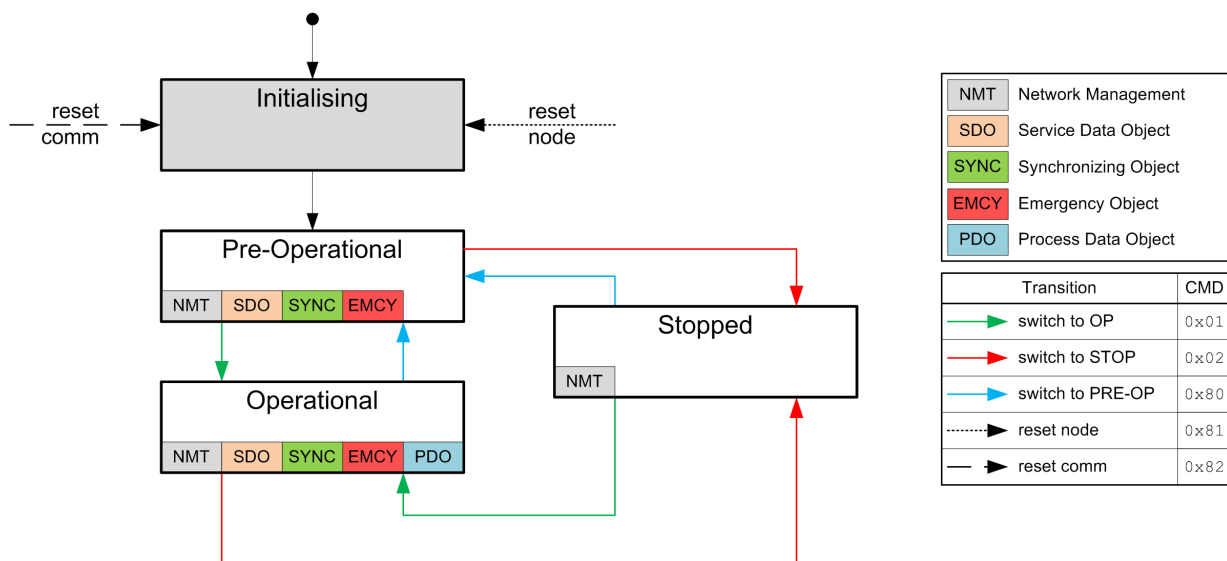 Initialising
reset
comm
reset
node
Pre-Operational
NMT SDO SYNC EMCY
Stopped
NMT
Operational
NMT SDO SYNC EMCY PDO
NMT Network Management
SDO Service Data Object
SYNC Synchronizing Object
EMCY Emergency Object
PDO Process Data Object
Transition CMD
switch to OP 0x01
switch to STOP 0x02
switch to PRE-OP 0x80
reset node 0x81
reset comm 0x82